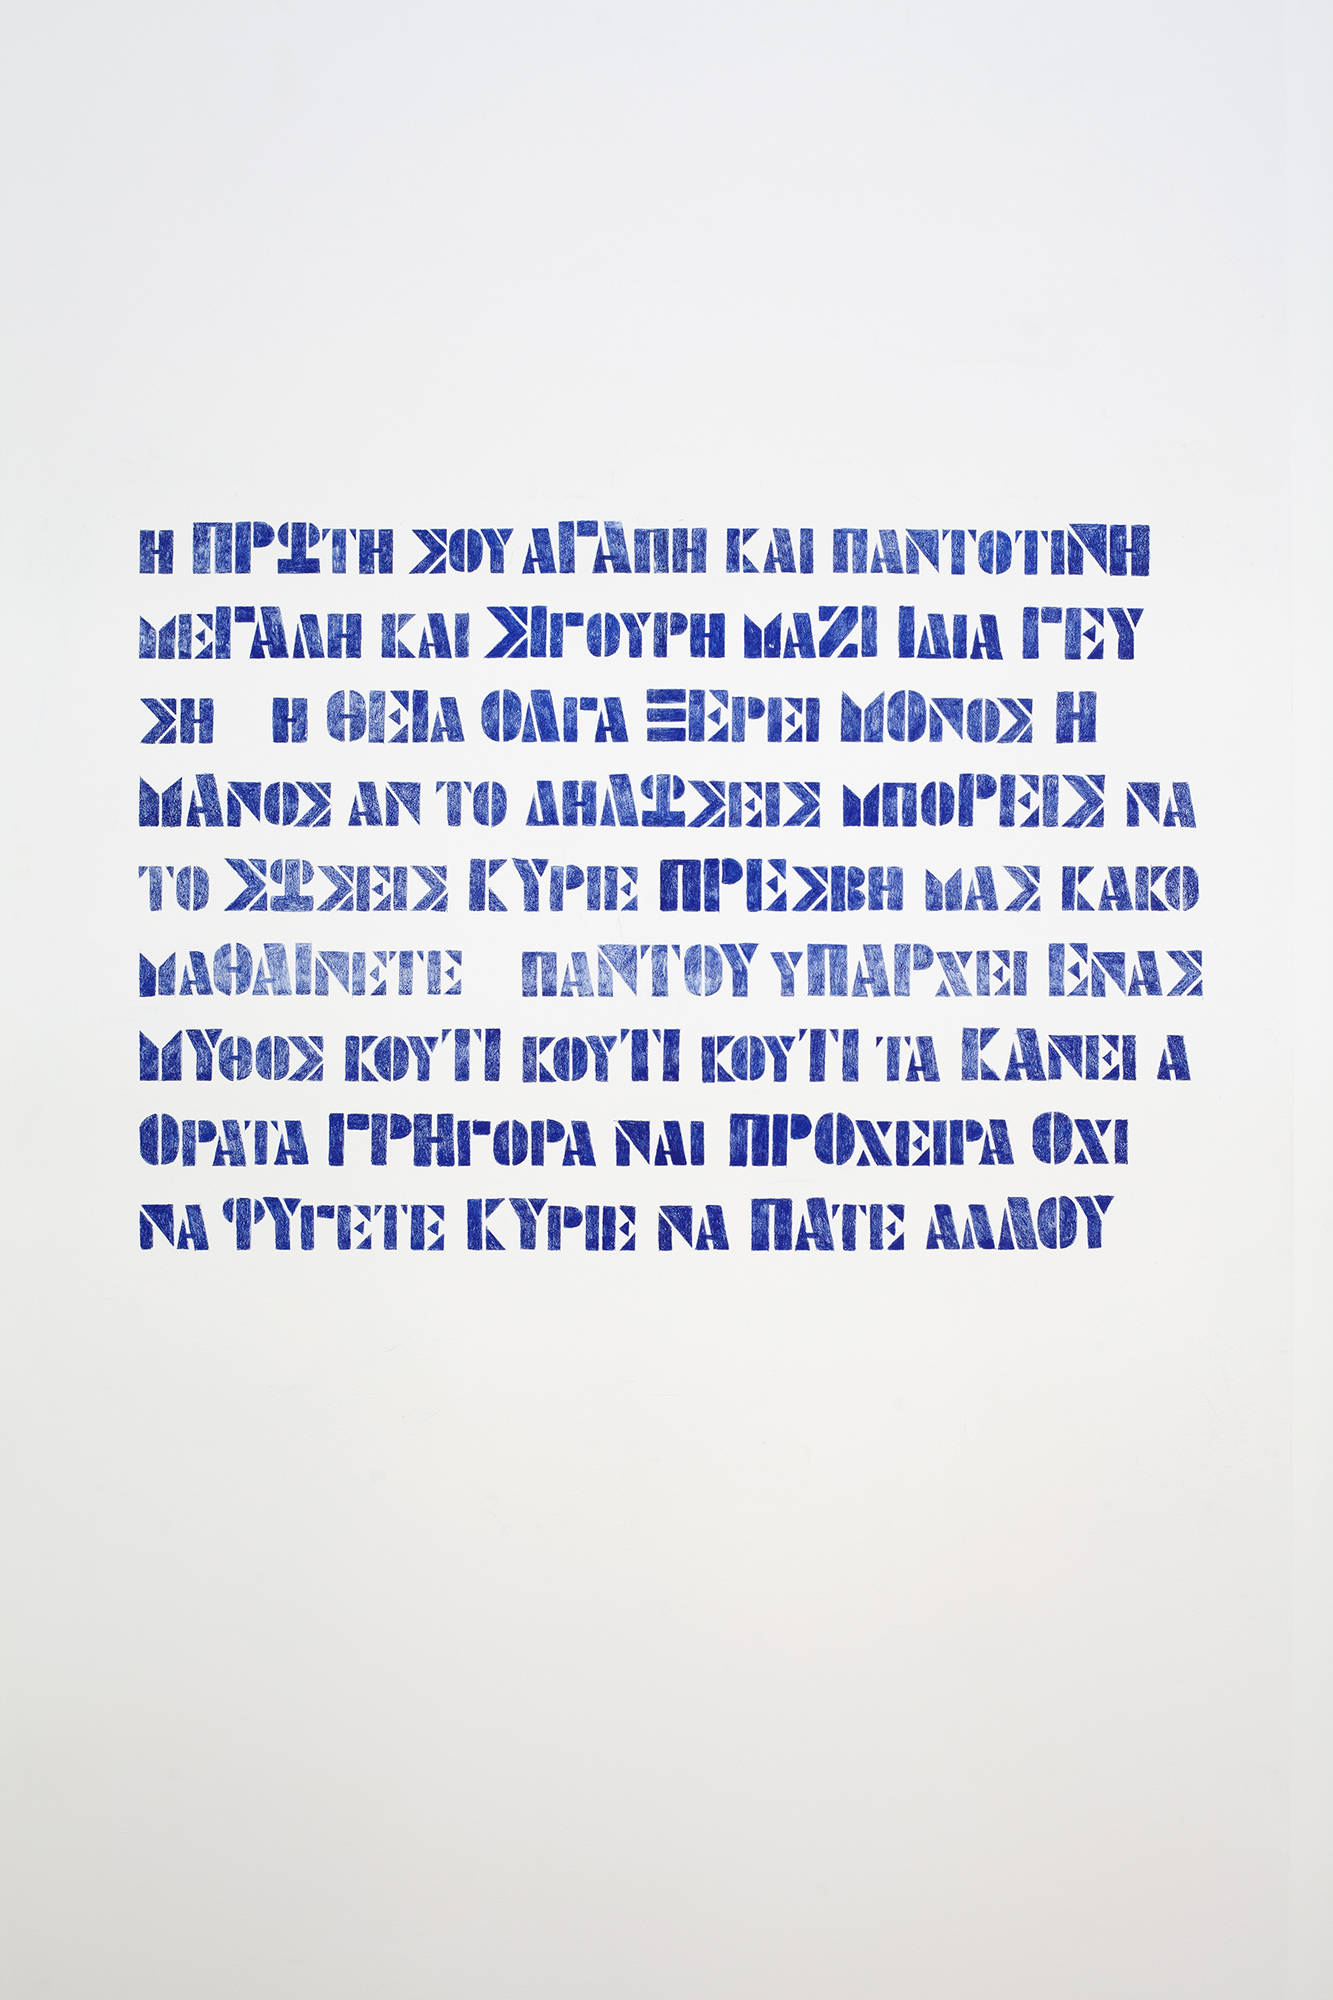 Η ΠΡΩΤΗ ΣΟΥ ΑΓΑΠΗ ΚΑΙ ΠΑΝΤΟΤΙΝΗ
ΜΕΓΑΛΗ ΚΑΙ ΣΙΓΟΥΡΗ ΜΑΖΙ ΙΔΙΑ ΓΕΥ
ΣΗ Η ΘΕΙΑ ΟΛΓΑ ΞΕΡΕΙ ΜΟΝΟΣ Η
ΜΑΝΟΣ ΑΝ ΤΟ ΔΗΛΩΣΕΙΣ ΜΠΟΡΕΙΣ ΝΑ
ΤΟ ΣΩΣΕΙΣ ΚΥΡΙΕ ΠΡΕΣΒΗ ΜΑΣ ΚΑΚΟ
ΜΑΘΑΙΝΕΤΕ ΠΑΝΤΟΥ ΥΠΑΡΧΕΙ ΕΝΑΣ
ΜΥΘΟΣ ΚΟΥΤΙ ΚΟΥΤΙ ΚΟΥΤΙ ΤΑ ΚΑΝΕΙ Α
ΟΡΑΤΑ ΓΡΗΓΟΡΑ ΝΑΙ ΠΡΟΧΕΙΡΑ ΟΧΙ
ΝΑ ΦΥΓΕΤΕ ΚΥΡΙΕ ΝΑ ΠΑΤΕ ΑΛΛΟΥ